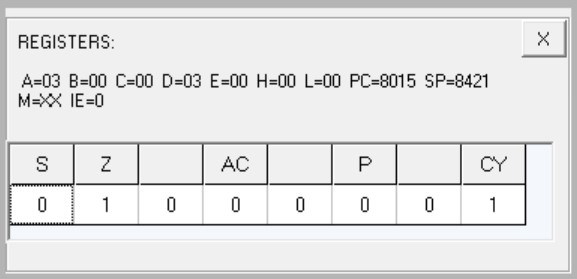 REGISTERS:
X
A=03 B=00 C=00 D=03 E=00 H=00 L=00 PC=8015 SP=8421
M=XX IE=0
S Z AC P CY
0 1 0 0 0 0 0 1